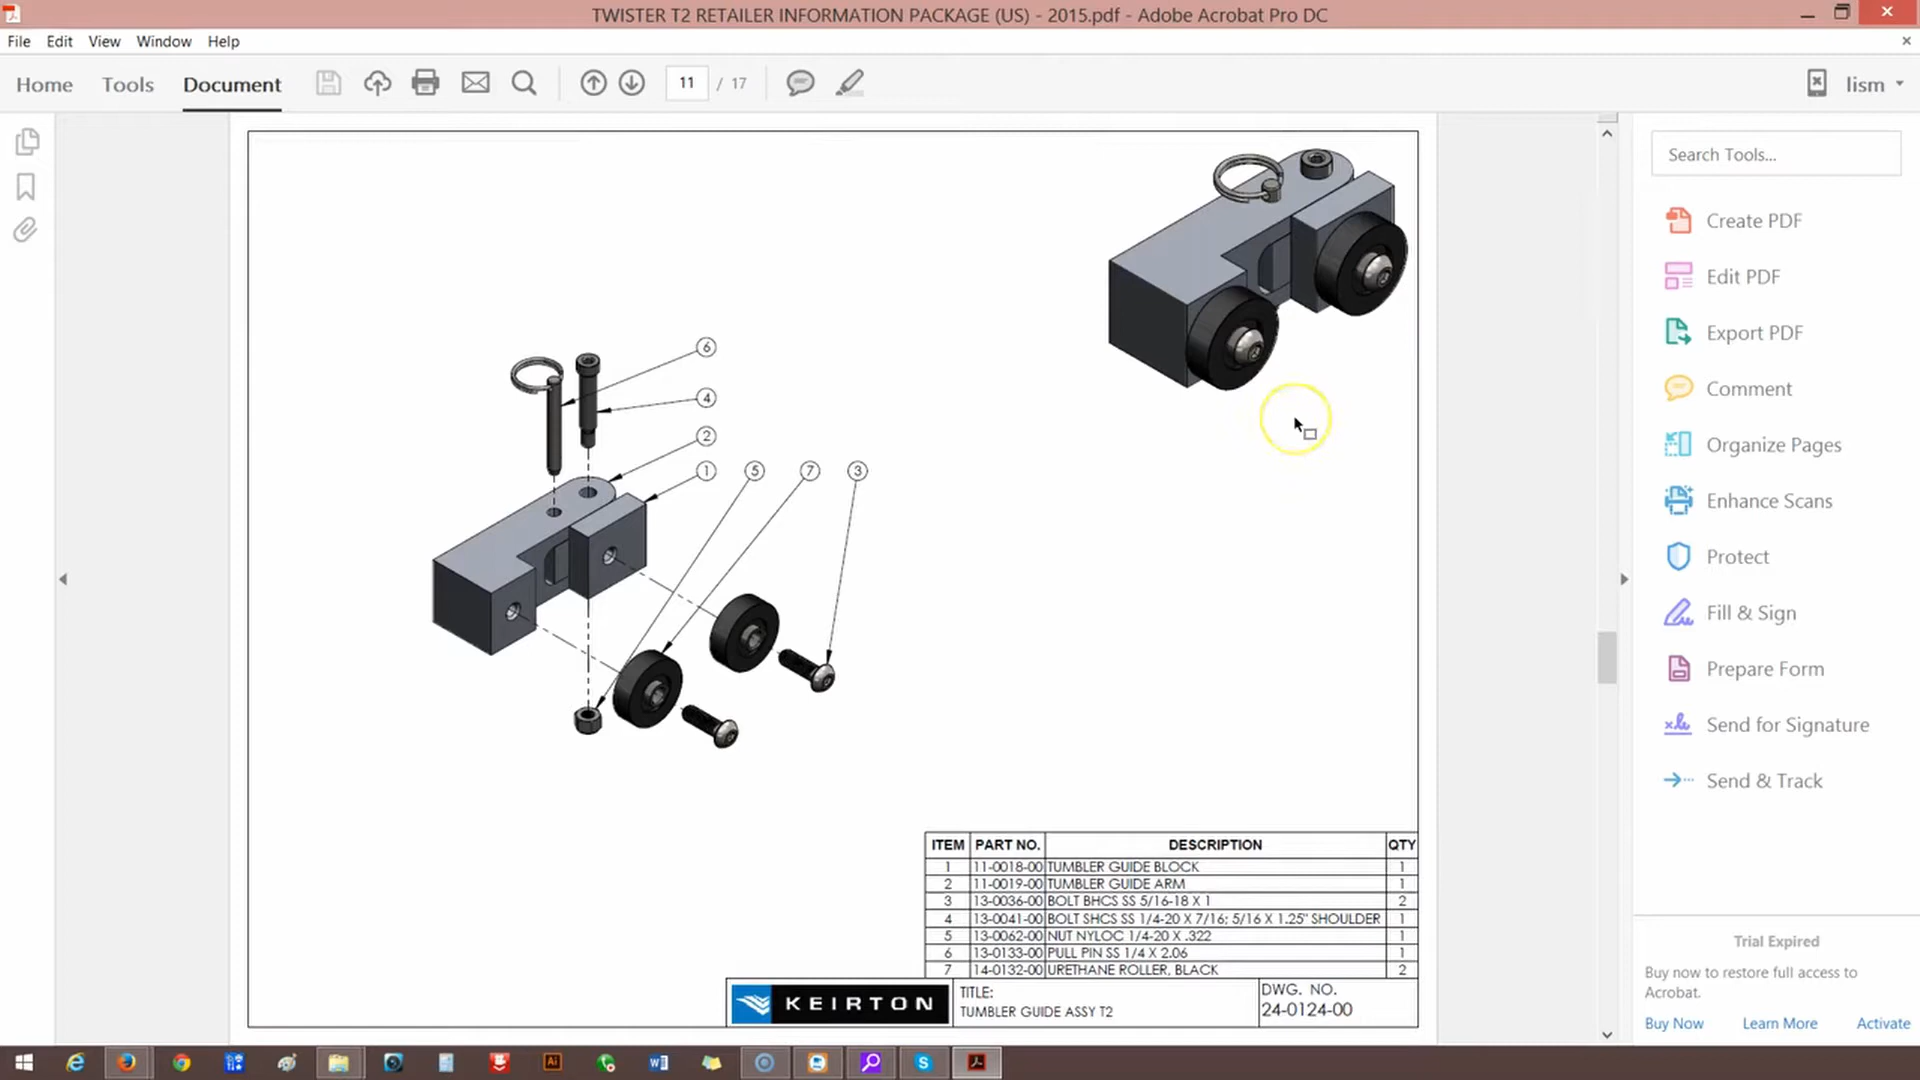 TWISTER T2 RETAILER INFORMATION PACKAGE (US) - 2015.pdf - Adobe Acrobat Pro DC
File Edit View Window Help
Home Tools Document 11 / 17 lism
Search Tools...
Create PDF
Edit PDF
Export PDF
Comment
Organize Pages
Enhance Scans
Protect
Fill & Sign
Prepare Form
Send for Signature
Send & Track
Trial Expired
Buy now to restore full access to
Acrobat.
Buy Now Learn More Activate
6
4
2
1 5 7 3
ITEM PART NO. DESCRIPTION QTY
1 11-0018-00 TUMBLER GUIDE BLOCK 1
2 11-0019-00 TUMBLER GUIDE ARM 1
3 13-0036-00 BOLT BHCS SS 5/16-18 X 1 2
4 13-0041-00 BOLT SHCS SS 1/4-20 X 7/16; 5/16 X 1.25" SHOULDER 1
5 13-0062-00 NUT NYLOC 1/4-20 X .322 1
6 13-0133-00 PULL PIN SS 1/4 X 2.06 1
7 14-0132-00 URETHANE ROLLER, BLACK 2
KEIRTON
TITLE:
TUMBLER GUIDE ASSY T2
DWG. NO.
24-0124-00